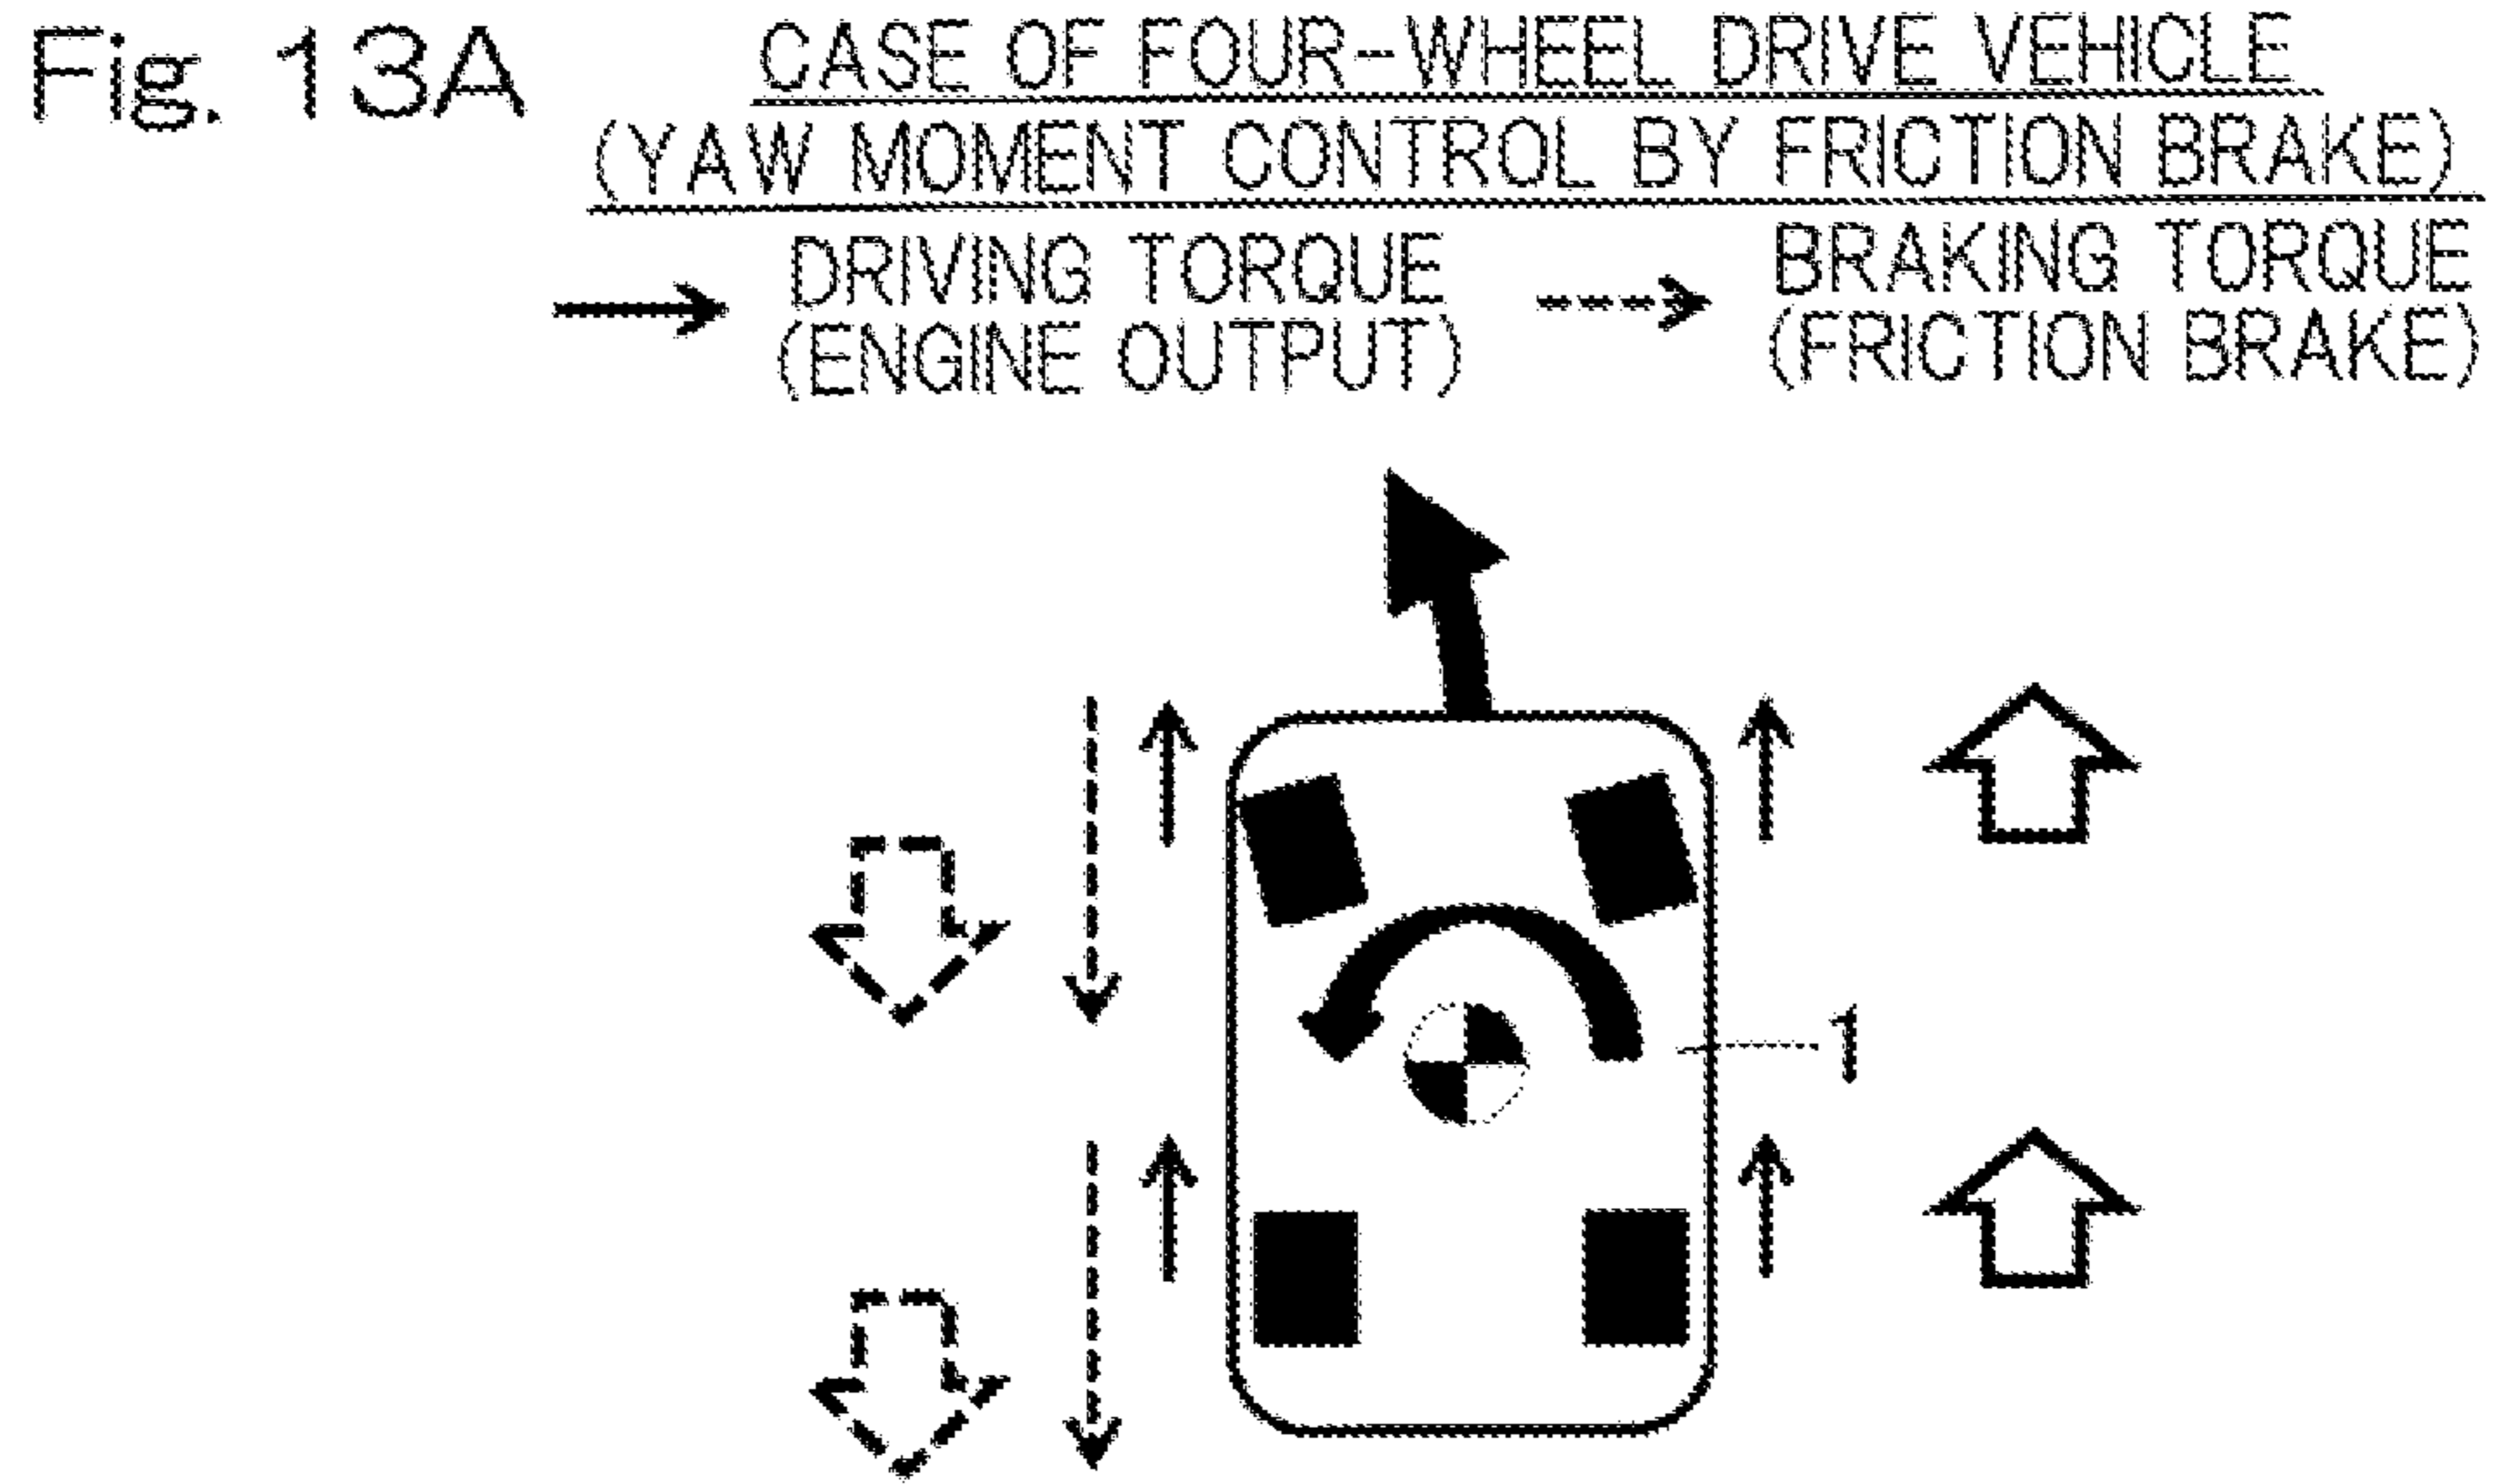 Fig. 13A
CASE OF FOUR-WHEEL DRIVE VEHICLE
(YAW MOMENT CONTROL BY FRICTION BRAKE)
DRIVING TORQUE
(ENGINE OUTPUT)
BRAKING TORQUE
(FRICTION BRAKE)
1